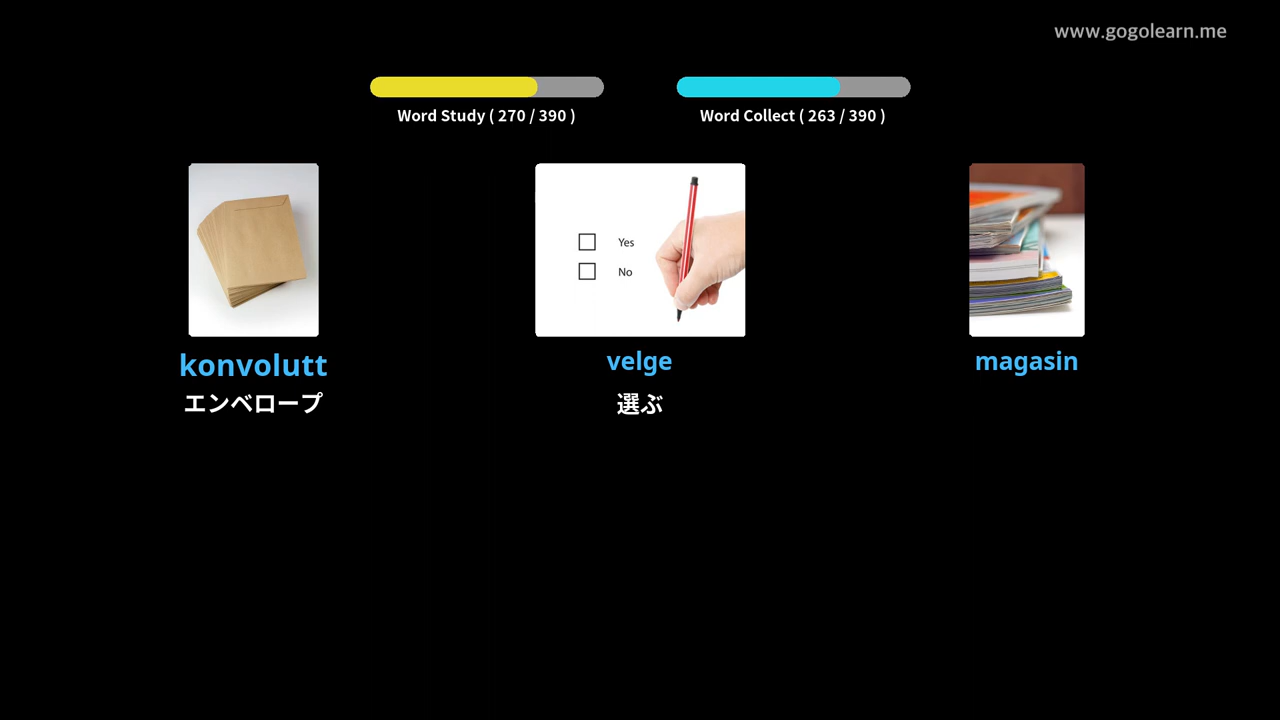 www.gogolearn.me
Word Study ( 270 / 390 )
Word Collect ( 263 / 390 )
Yes
No
konvolutt
velge
magasin
エンベロープ
選ぶ